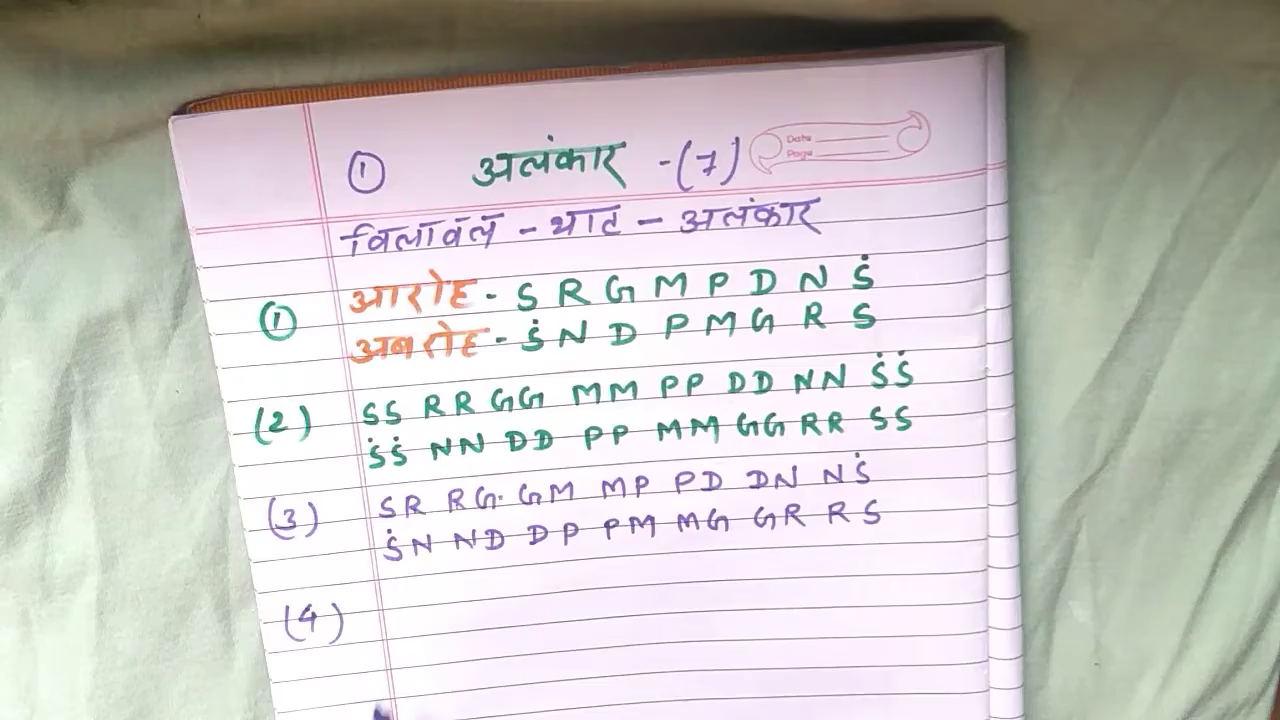 ① अलंकार -(7)
Date
Page
विलावल - थाट - अलंकार
① आरोह - S R G M P D N Ṡ
अबरोह - Ṡ N D P M G R S
(2) SS RR GG MM PP DD NN ṠṠ
ṠṠ NN DD PP MM GG RR SS
(3) SR RG. GM MP PD DN NṠ
ṠN ND DP PM MG GR RS
(4)